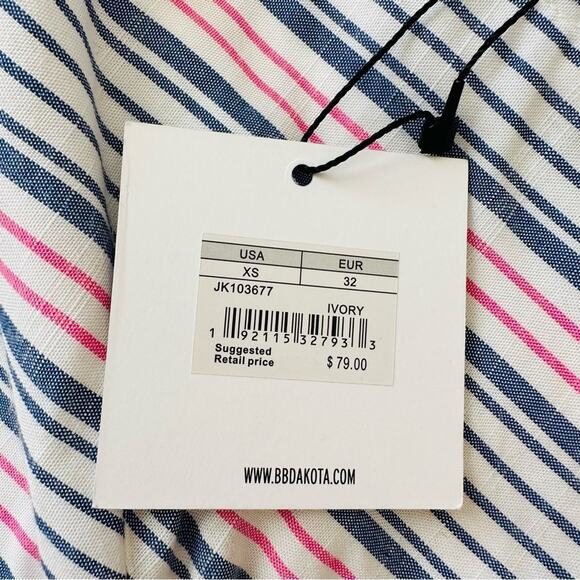 USA EUR
XS 32
JK103677
IVORY
1 92115 32793 3
Suggested
Retail price $79.00
WWW.BBDAKOTA.COM